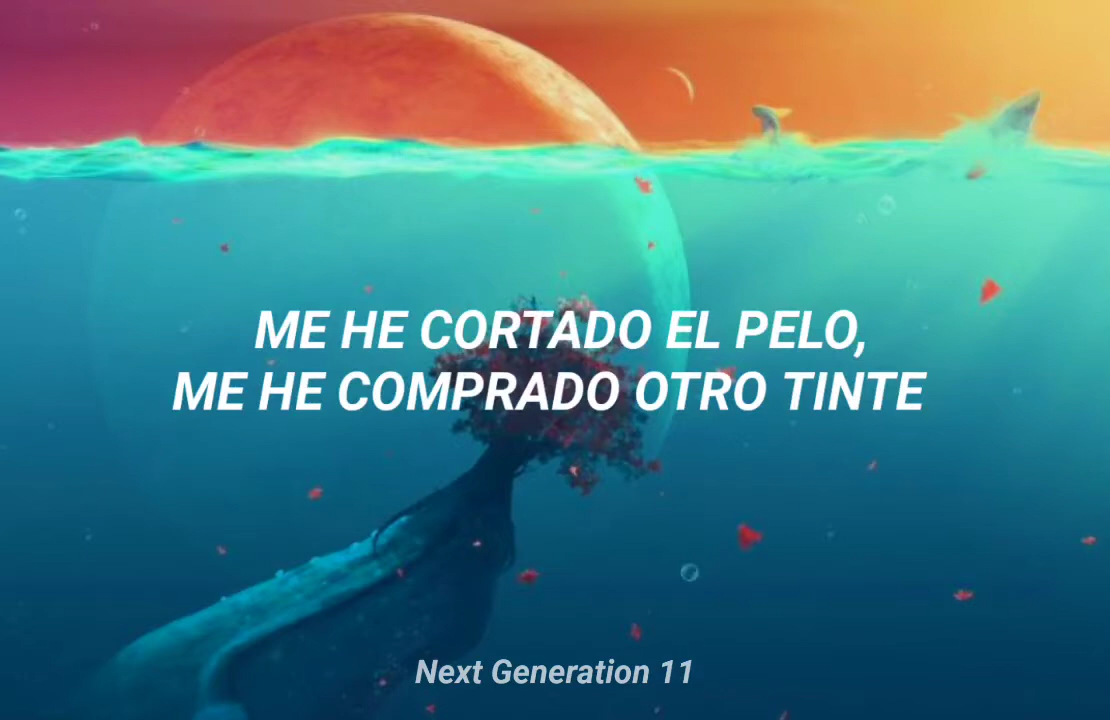 ME HE CORTADO EL PELO,
ME HE COMPRADO OTRO TINTE
Next Generation 11